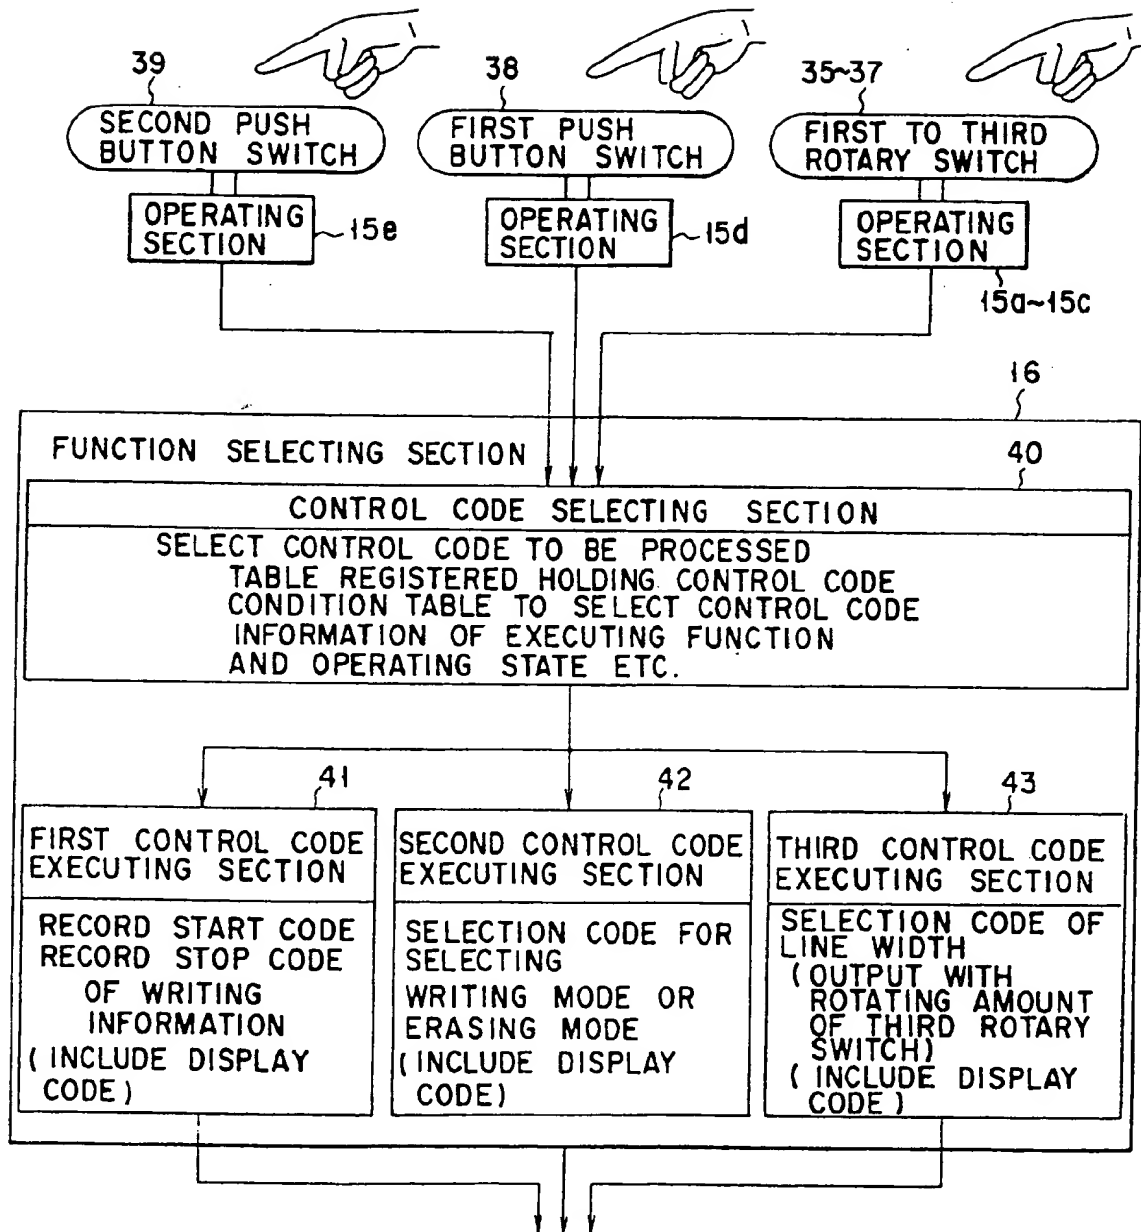 39
38
35~37
SECOND PUSH
BUTTON SWITCH
FIRST PUSH
BUTTON SWITCH
FIRST TO THIRD
ROTARY SWITCH
OPERATING
SECTION
15e
OPERATING
SECTION
15d
OPERATING
SECTION
15a~15c
16
FUNCTION SELECTING SECTION
40
CONTROL CODE SELECTING SECTION
SELECT CONTROL CODE TO BE PROCESSED
TABLE REGISTERED HOLDING CONTROL CODE
CONDITION TABLE TO SELECT CONTROL CODE
INFORMATION OF EXECUTING FUNCTION
AND OPERATING STATE ETC.
41
FIRST CONTROL CODE
EXECUTING SECTION
RECORD START CODE
RECORD STOP CODE
OF WRITING
INFORMATION
(INCLUDE DISPLAY
CODE)
42
SECOND CONTROL CODE
EXECUTING SECTION
SELECTION CODE FOR
SELECTING
WRITING MODE OR
ERASING MODE
(INCLUDE DISPLAY
CODE)
43
THIRD CONTROL CODE
EXECUTING SECTION
SELECTION CODE OF
LINE WIDTH
(OUTPUT WITH
ROTATING AMOUNT
OF THIRD ROTARY
SWITCH)
(INCLUDE DISPLAY
CODE)